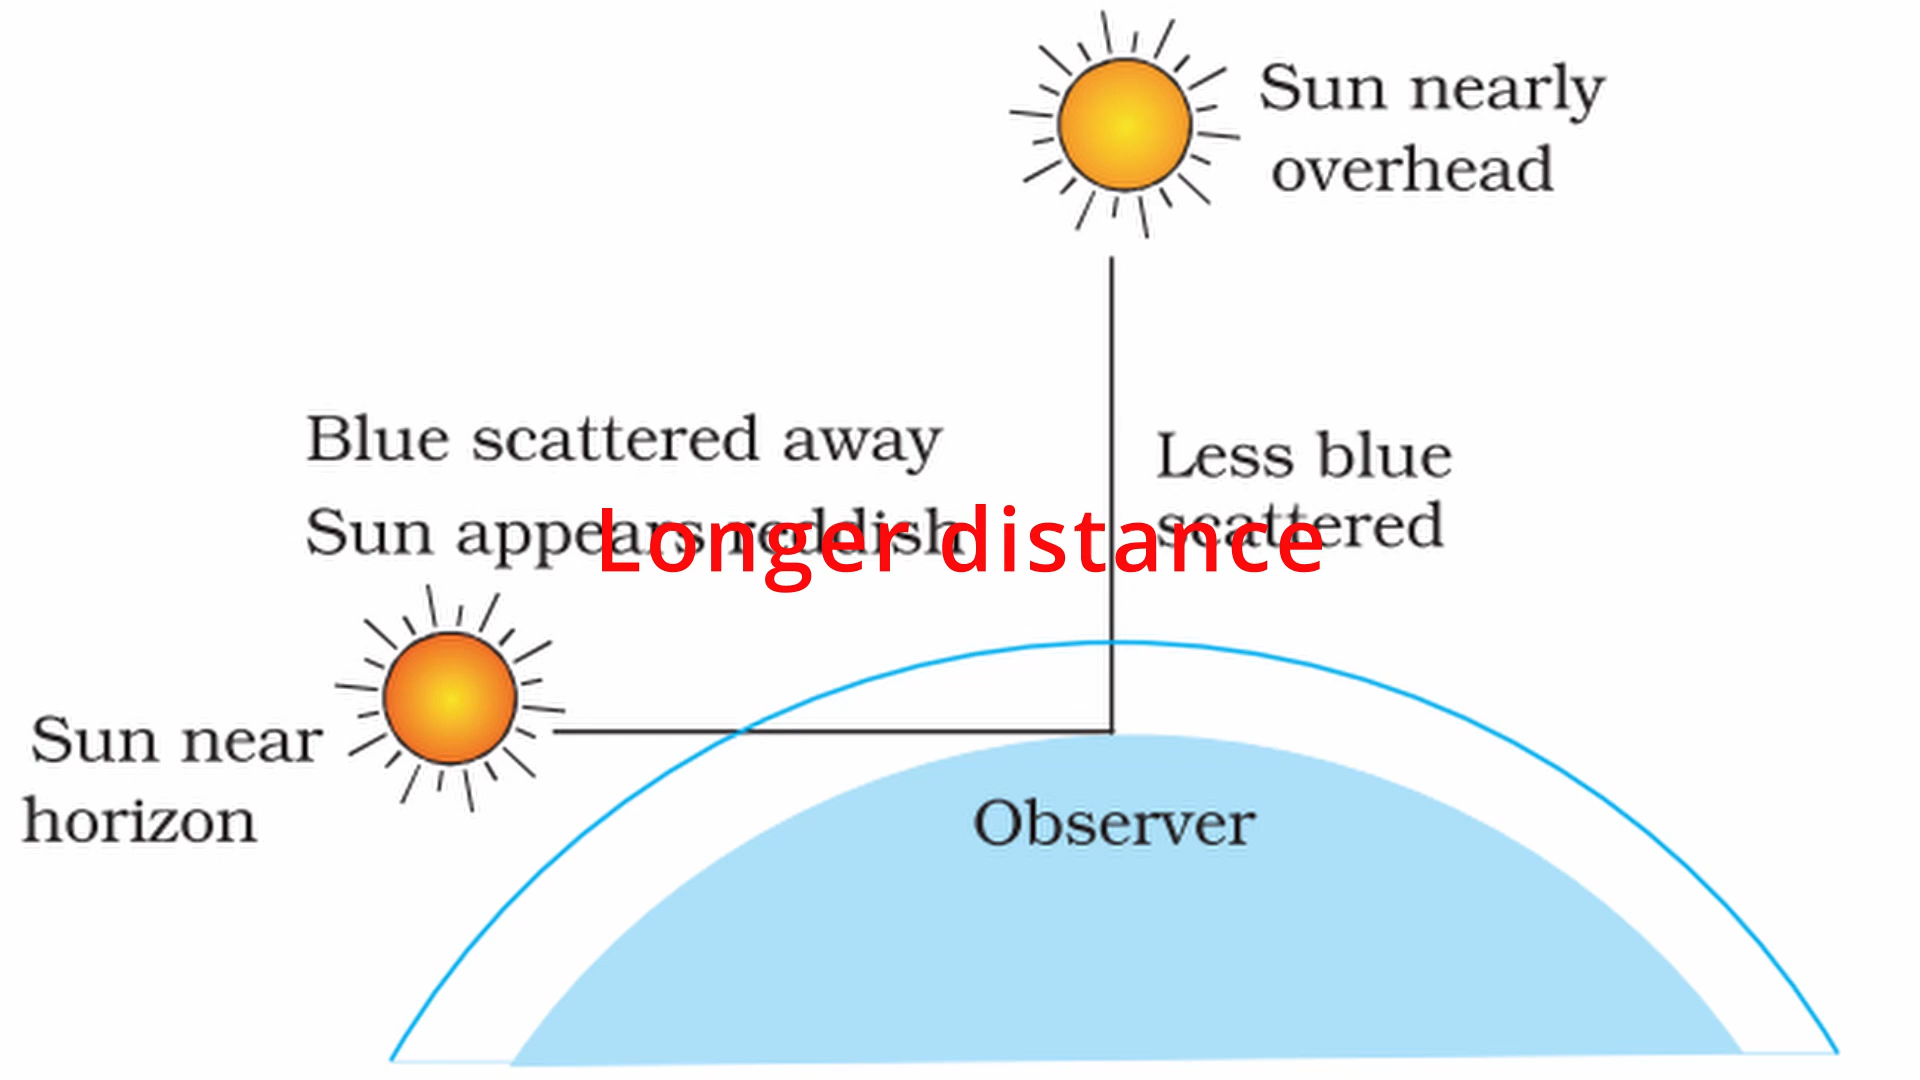 Sun nearly
overhead
Blue scattered away
Sun appears reddish
Less blue
scattered
Longer distance
Sun near
horizon
Observer